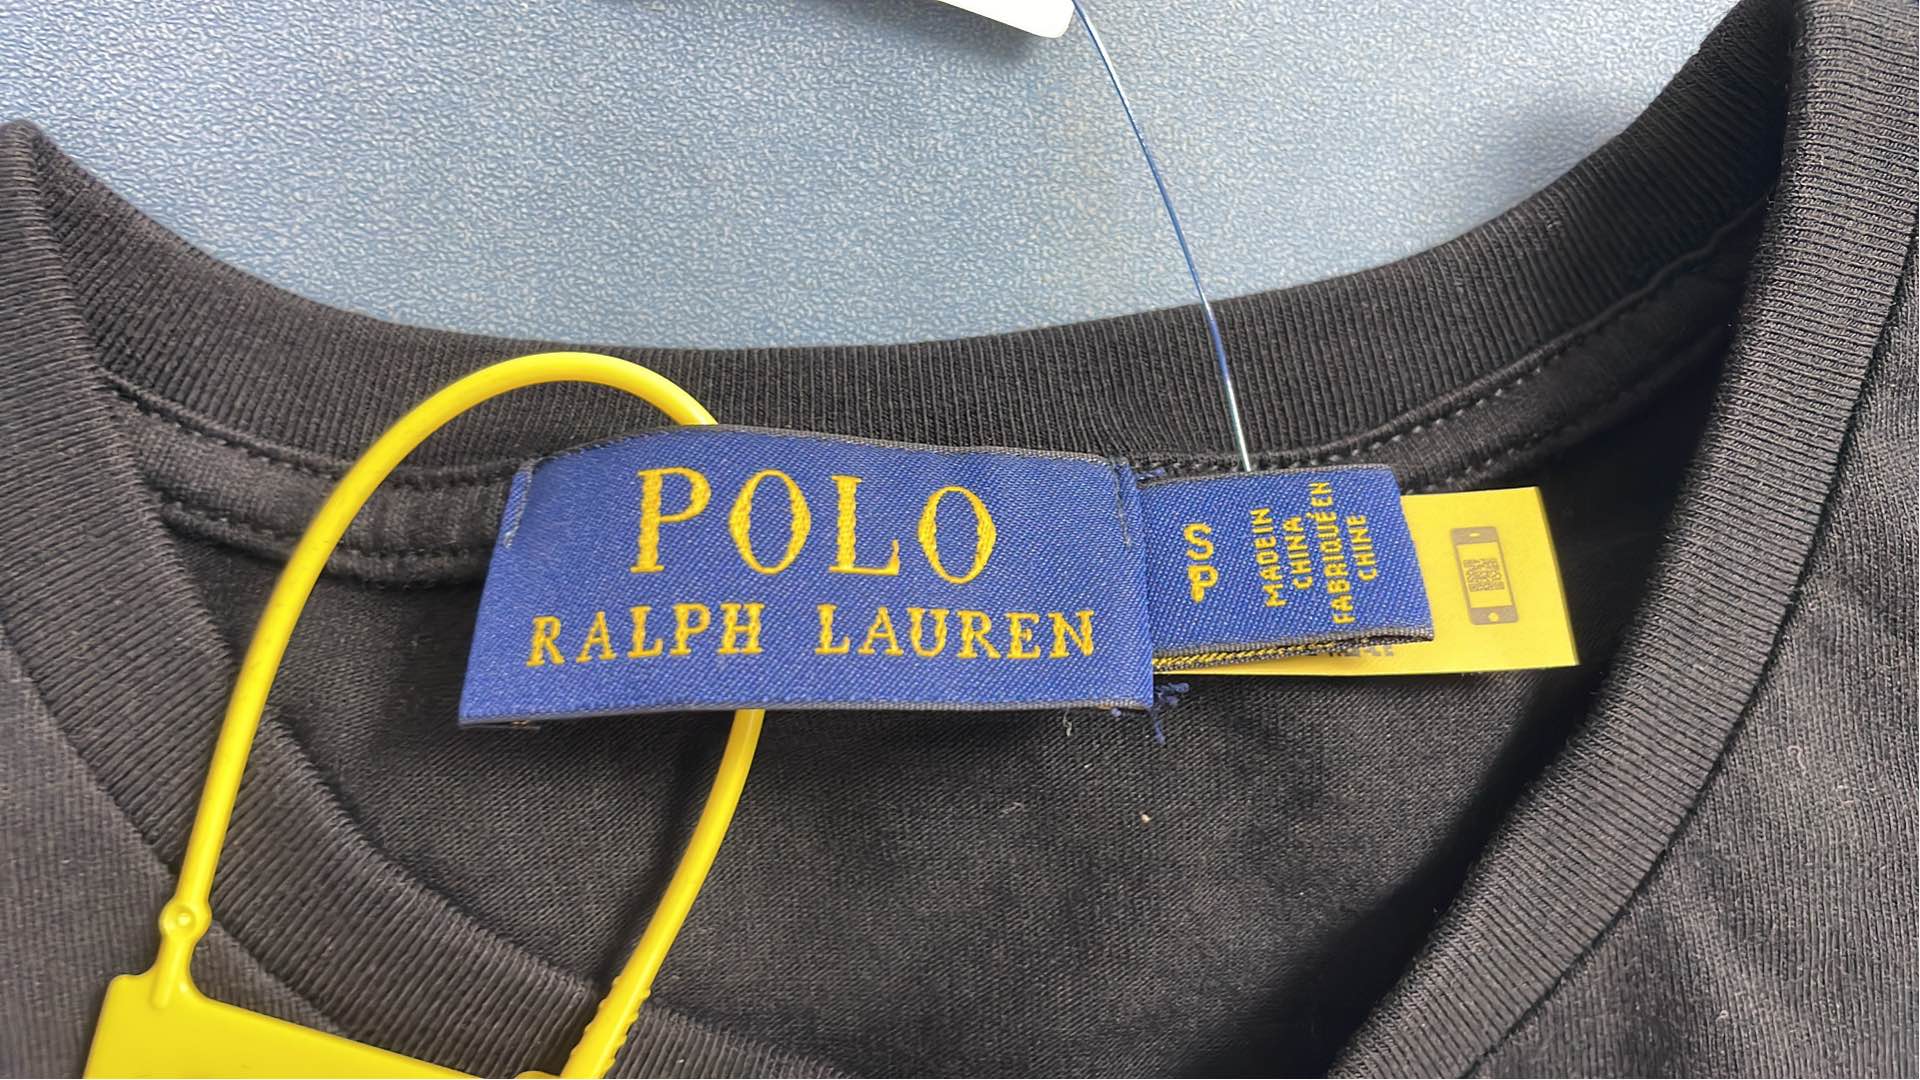 POLO
RALPH LAUREN
S
P
MADE IN
CHINA
FABRIQUÉ EN
CHINE